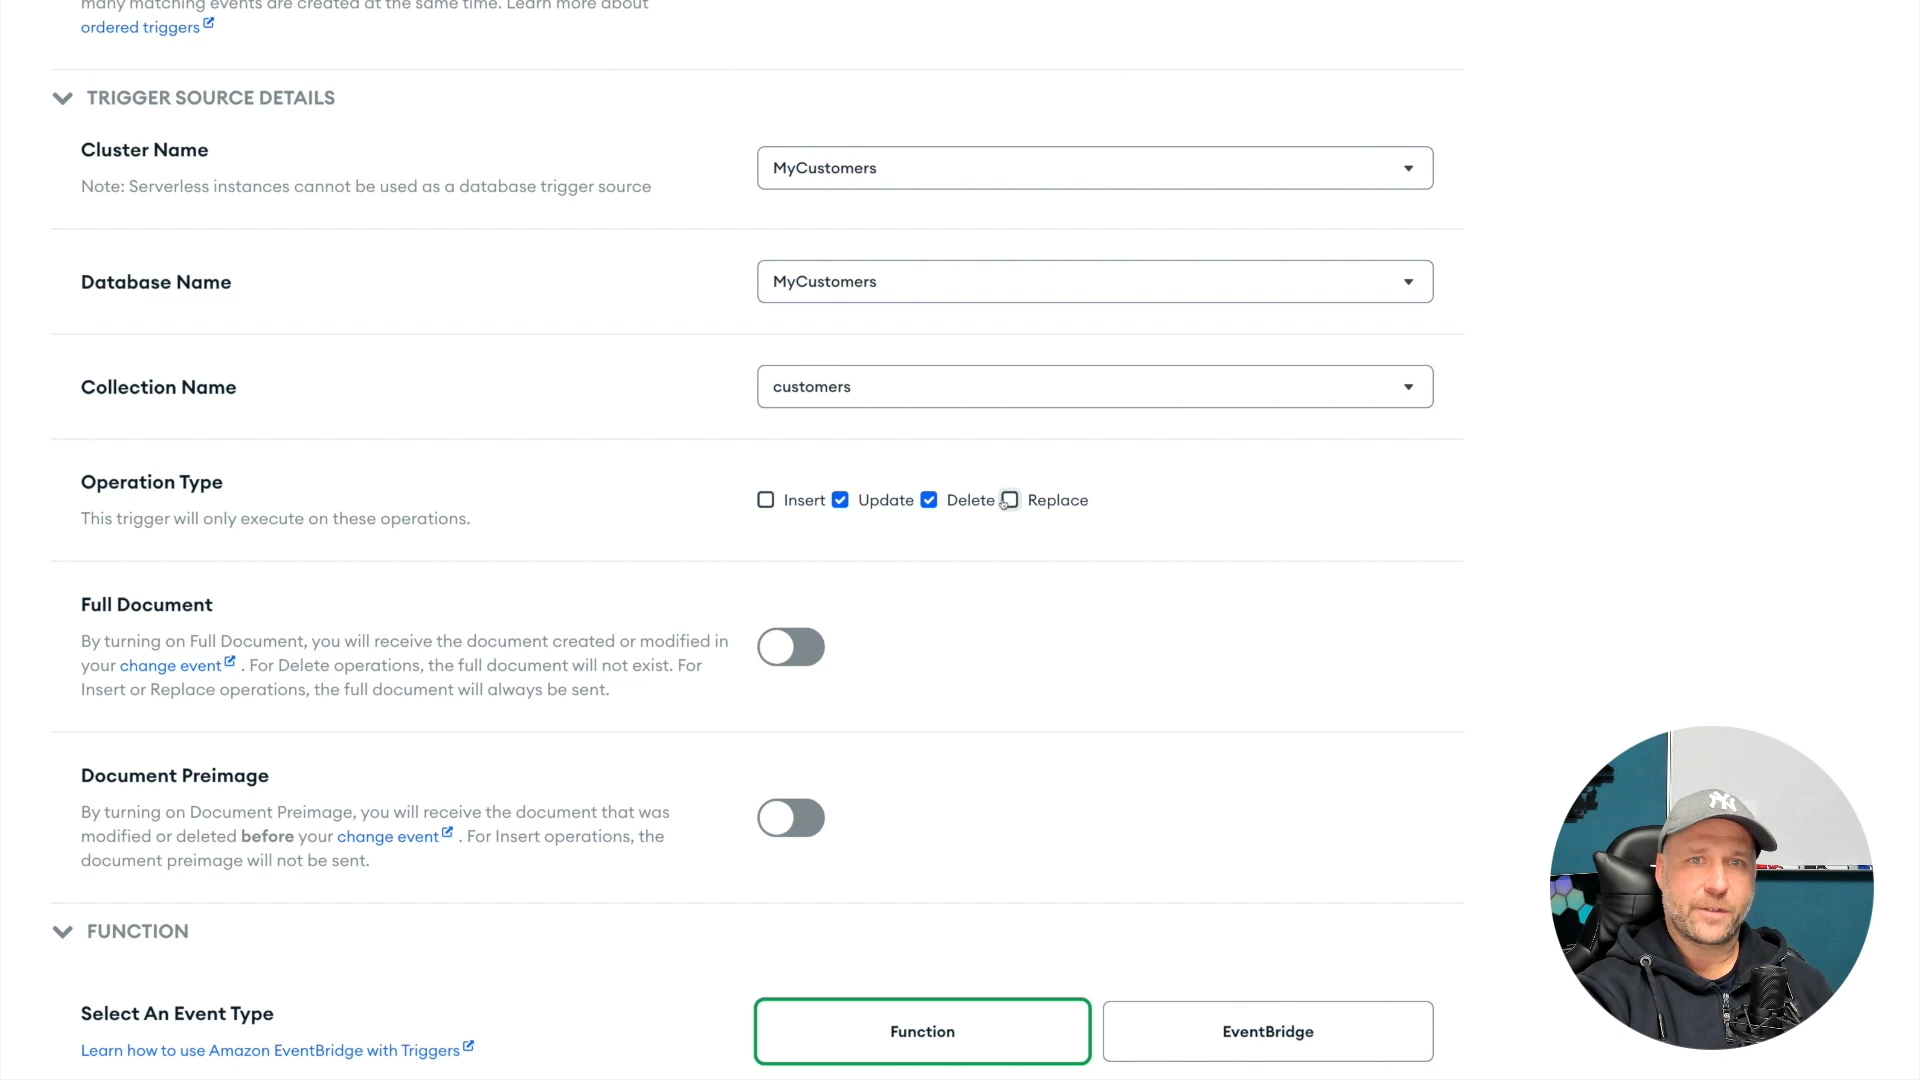 many matching events are created at the same time. Learn more about
ordered triggers
TRIGGER SOURCE DETAILS
Cluster Name
Note: Serverless instances cannot be used as a database trigger source
MyCustomers
Database Name
MyCustomers
Collection Name
customers
Operation Type
This trigger will only execute on these operations.
Insert Update Delete Replace
Full Document
By turning on Full Document, you will receive the document created or modified in
your change event . For Delete operations, the full document will not exist. For
Insert or Replace operations, the full document will always be sent.
Document Preimage
By turning on Document Preimage, you will receive the document that was
modified or deleted before your change event . For Insert operations, the
document preimage will not be sent.
FUNCTION
Select An Event Type
Learn how to use Amazon EventBridge with Triggers
Function
EventBridge
NY